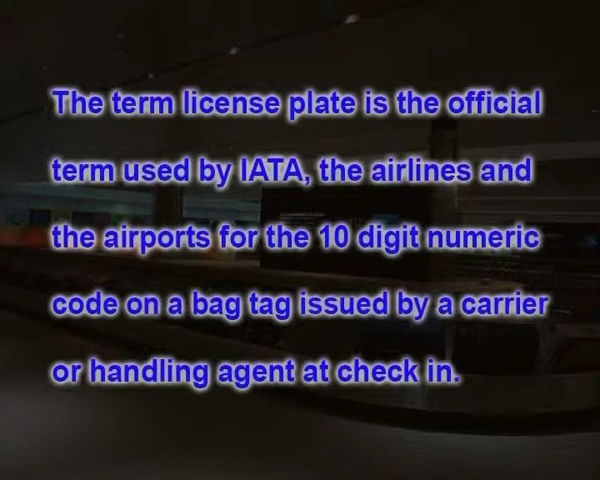 The term license plate is the official
term used by IATA, the airlines and
the airports for the 10 digit numeric
code on a bag tag issued by a carrier
or handling agent at check in.